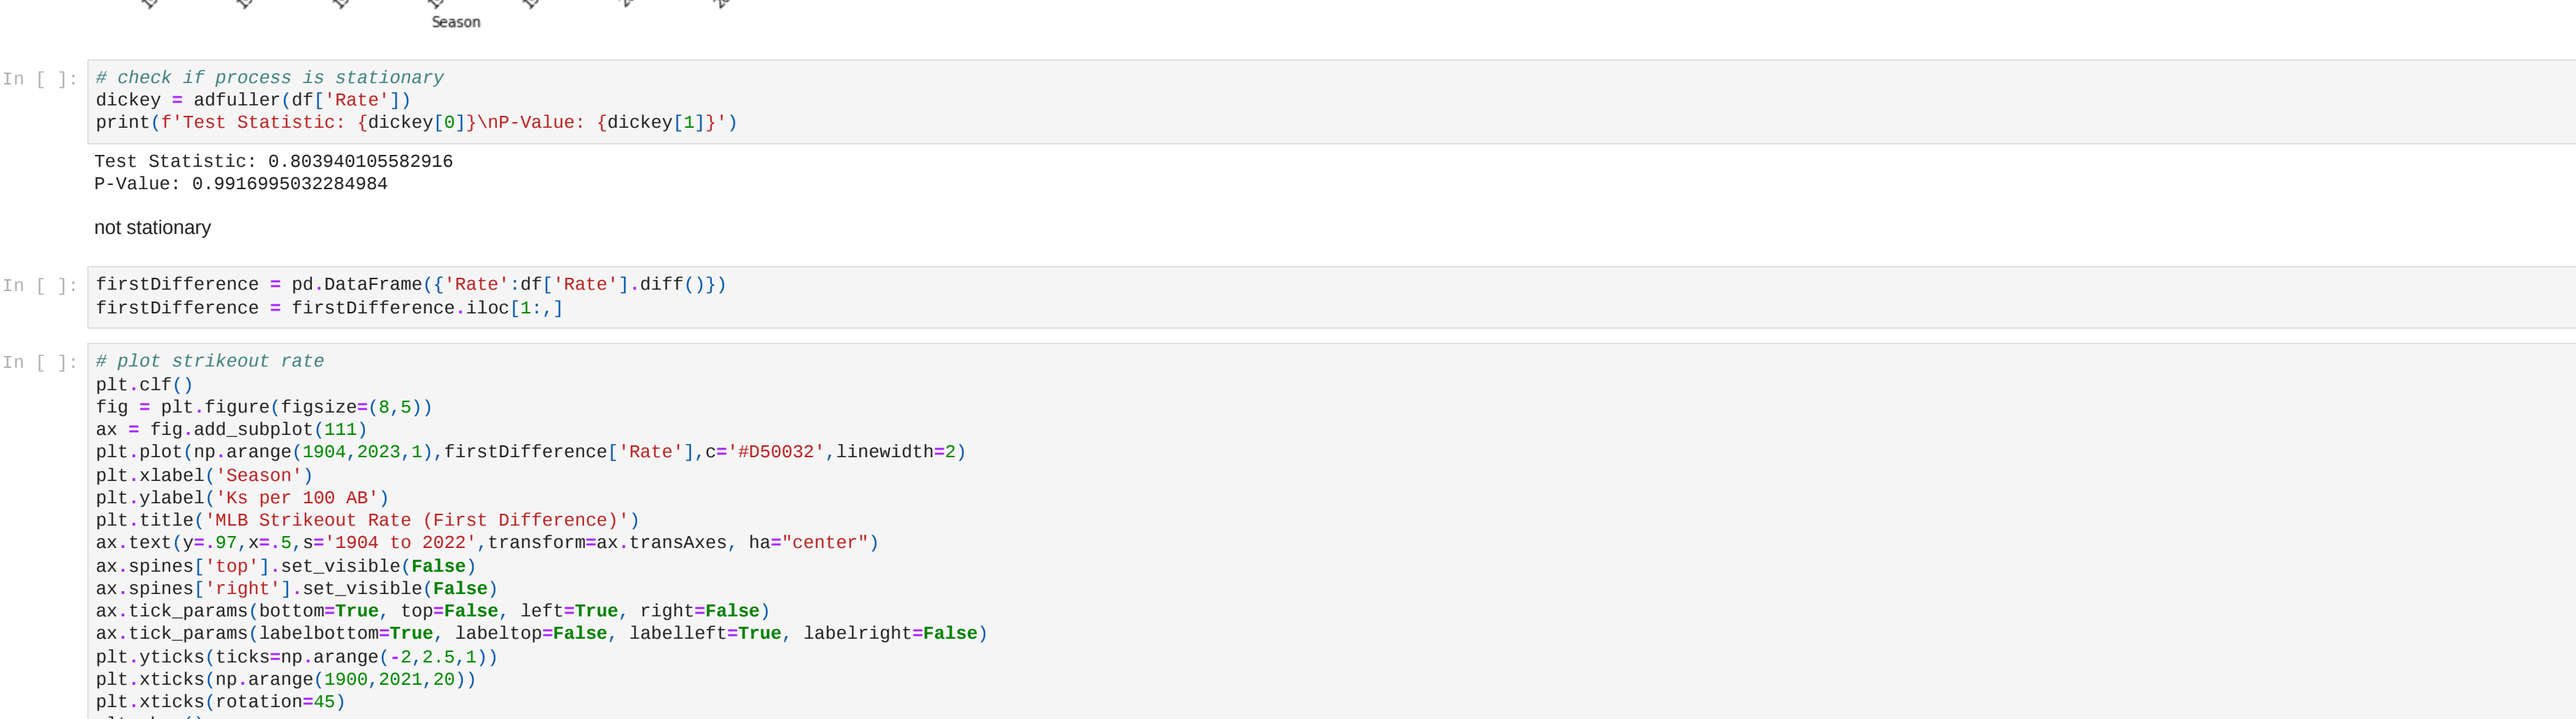 Season
In [ ]:
# check if process is stationary
dickey = adfuller(df['Rate'])
print(f'Test Statistic: {dickey[0]}\nP-Value: {dickey[1]}')
Test Statistic: 0.803940105582916
P-Value: 0.9916995032284984
not stationary
In [ ]:
firstDifference = pd.DataFrame({'Rate':df['Rate'].diff()})
firstDifference = firstDifference.iloc[1:,]
In [ ]:
# plot strikeout rate
plt.clf()
fig = plt.figure(figsize=(8,5))
ax = fig.add_subplot(111)
plt.plot(np.arange(1904,2023,1),firstDifference['Rate'],c='#D50032',linewidth=2)
plt.xlabel('Season')
plt.ylabel('Ks per 100 AB')
plt.title('MLB Strikeout Rate (First Difference)')
ax.text(y=.97,x=.5,s='1904 to 2022',transform=ax.transAxes, ha="center")
ax.spines['top'].set_visible(False)
ax.spines['right'].set_visible(False)
ax.tick_params(bottom=True, top=False, left=True, right=False)
ax.tick_params(labelbottom=True, labeltop=False, labelleft=True, labelright=False)
plt.yticks(ticks=np.arange(-2,2.5,1))
plt.xticks(np.arange(1900,2021,20))
plt.xticks(rotation=45)